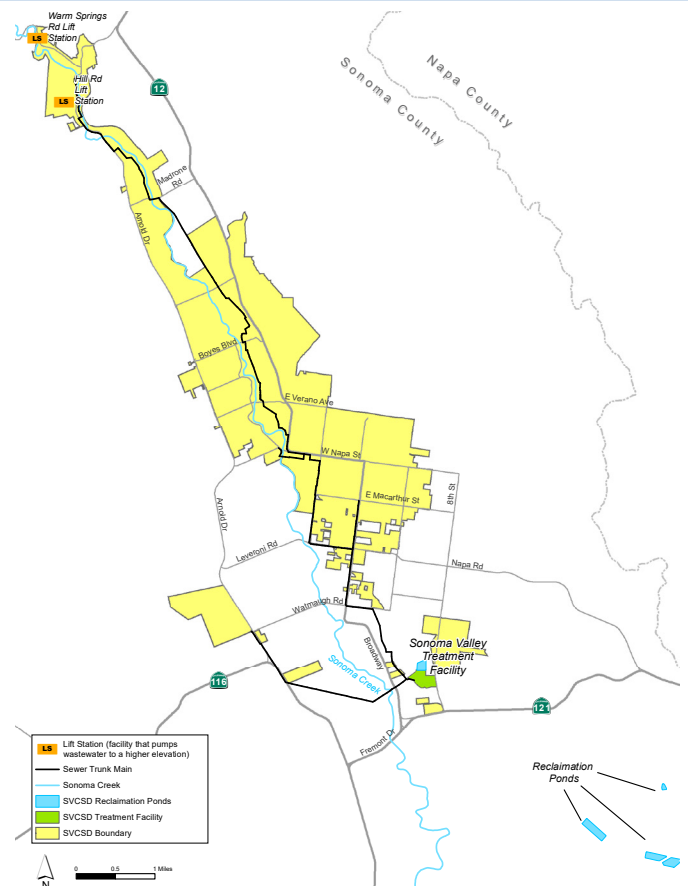 Warm Springs
Rd Lift
Station
LS
Hill Rd
Lift
Station
LS
12
Napa County
Sonoma County
Madrone
Rd
Arnold Dr
Boyes Blvd
E Verano Ave
W Napa St
E Macarthur St
8th St
Arnold Dr
Leveroni Rd
Napa Rd
Watmaugh Rd
Broadway
Sonoma Valley
Treatment
Facility
Sonoma Creek
116
121
Fremont Dr
Reclaimation
Ponds
LS
Lift Station (facility that pumps
wastewater to a higher elevation)
Sewer Trunk Main
Sonoma Creek
SVCSD Reclaimation Ponds
SVCSD Treatment Facility
SVCSD Boundary
N
0 0.5 1 Miles